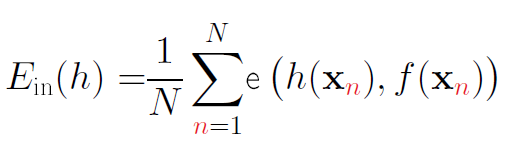 E_in(h) = 1/N ∑_{n=1}^{N} e (h(x_n), f(x_n))